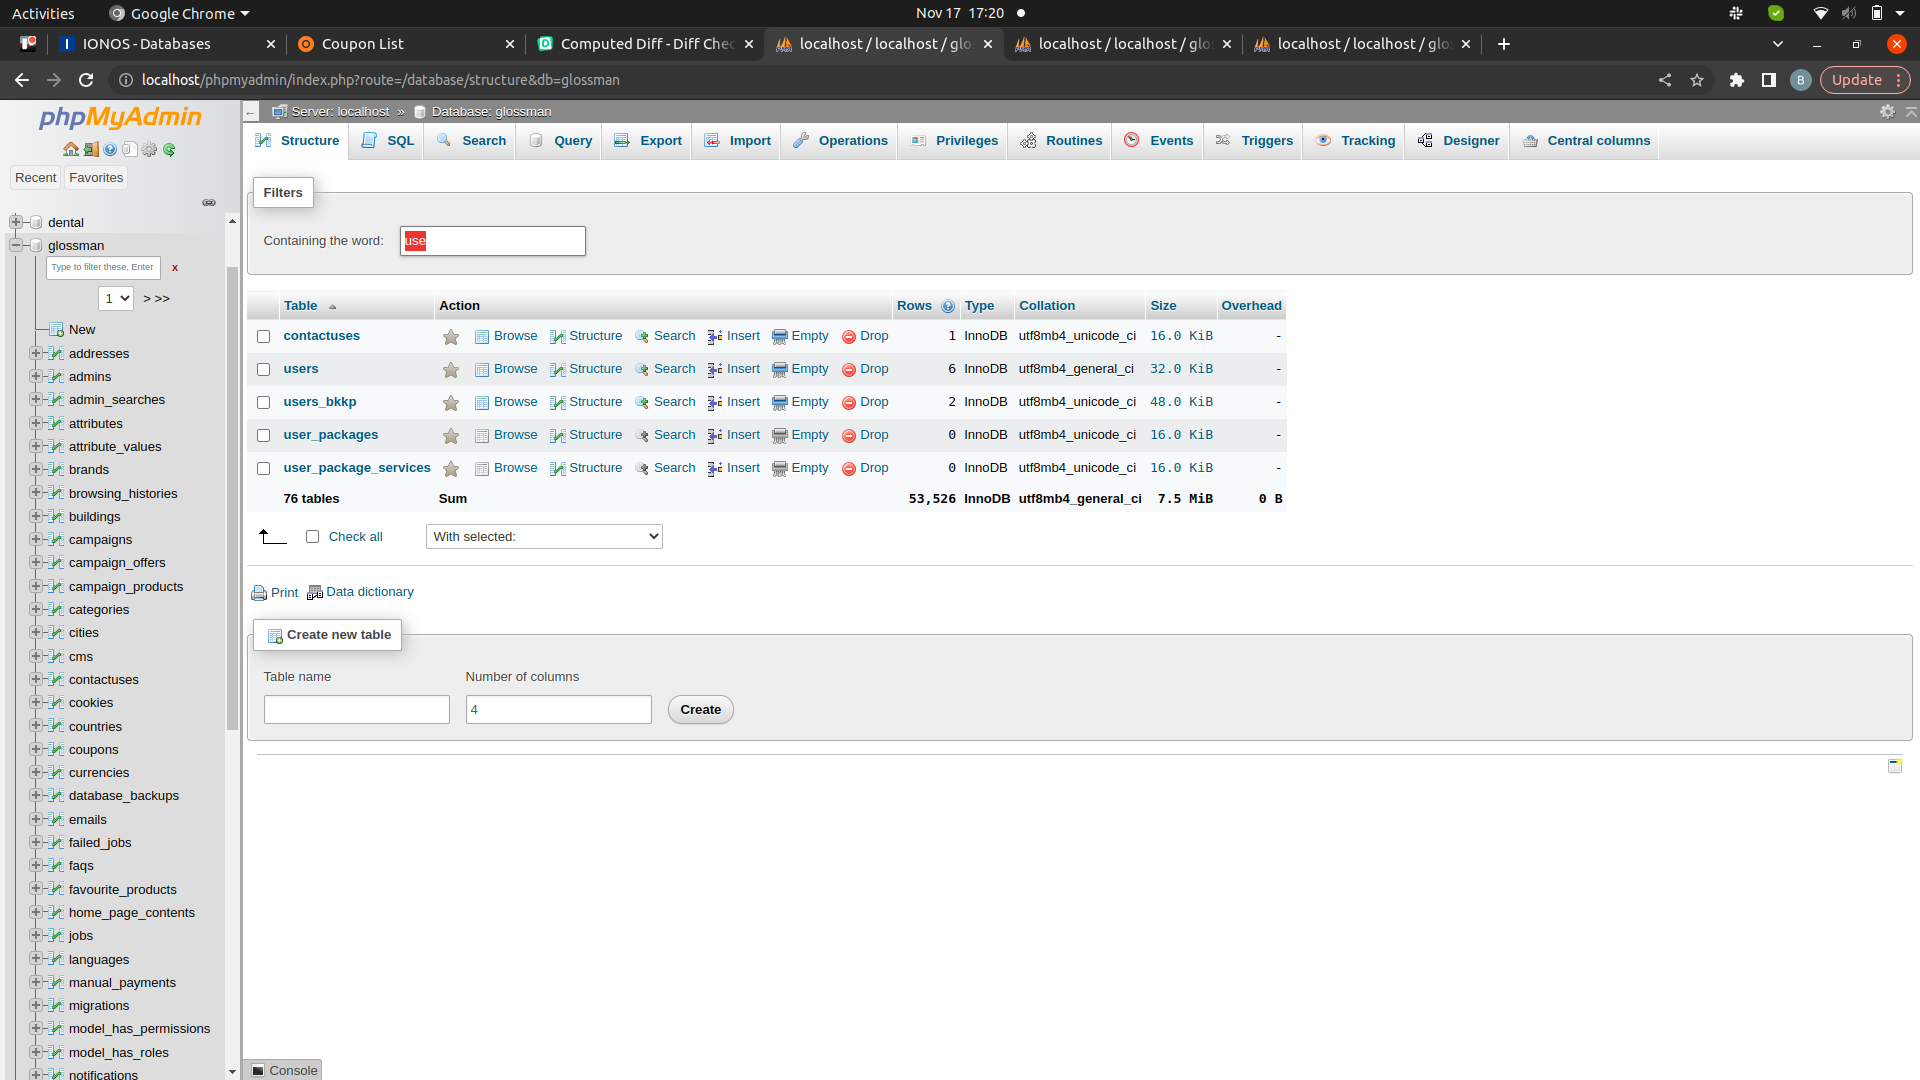 Activities
Google Chrome
Nov 17 17:20
IONOS - Databases
Coupon List
Computed Diff - Diff Chec
localhost / localhost / glos
localhost / localhost / glo
localhost / localhost / glo
localhost/phpmyadmin/index.php?route=/database/structure&db=glossman
B
Update
phpMyAdmin
Recent
Favorites
dental
glossman
Type to filter these, Enter
x
1
> >>
New
addresses
admins
admin_searches
attributes
attribute_values
brands
browsing_histories
buildings
campaigns
campaign_offers
campaign_products
categories
cities
cms
contactuses
cookies
countries
coupons
currencies
database_backups
emails
failed_jobs
faqs
favourite_products
home_page_contents
jobs
languages
manual_payments
migrations
model_has_permissions
model_has_roles
notifications
Server: localhost » Database: glossman
Structure SQL Search Query Export Import Operations Privileges Routines Events Triggers Tracking Designer Central columns
Filters
Containing the word: use
Table Action Rows Type Collation Size Overhead
contactuses Browse Structure Search Insert Empty Drop 1 InnoDB utf8mb4_unicode_ci 16.0 KiB -
users Browse Structure Search Insert Empty Drop 6 InnoDB utf8mb4_general_ci 32.0 KiB -
users_bkkp Browse Structure Search Insert Empty Drop 2 InnoDB utf8mb4_unicode_ci 48.0 KiB -
user_packages Browse Structure Search Insert Empty Drop 0 InnoDB utf8mb4_unicode_ci 16.0 KiB -
user_package_services Browse Structure Search Insert Empty Drop 0 InnoDB utf8mb4_unicode_ci 16.0 KiB -
76 tables Sum 53,526 InnoDB utf8mb4_general_ci 7.5 MiB 0 B
Check all
With selected:
Print
Data dictionary
Create new table
Table name
Number of columns
4
Create
Console